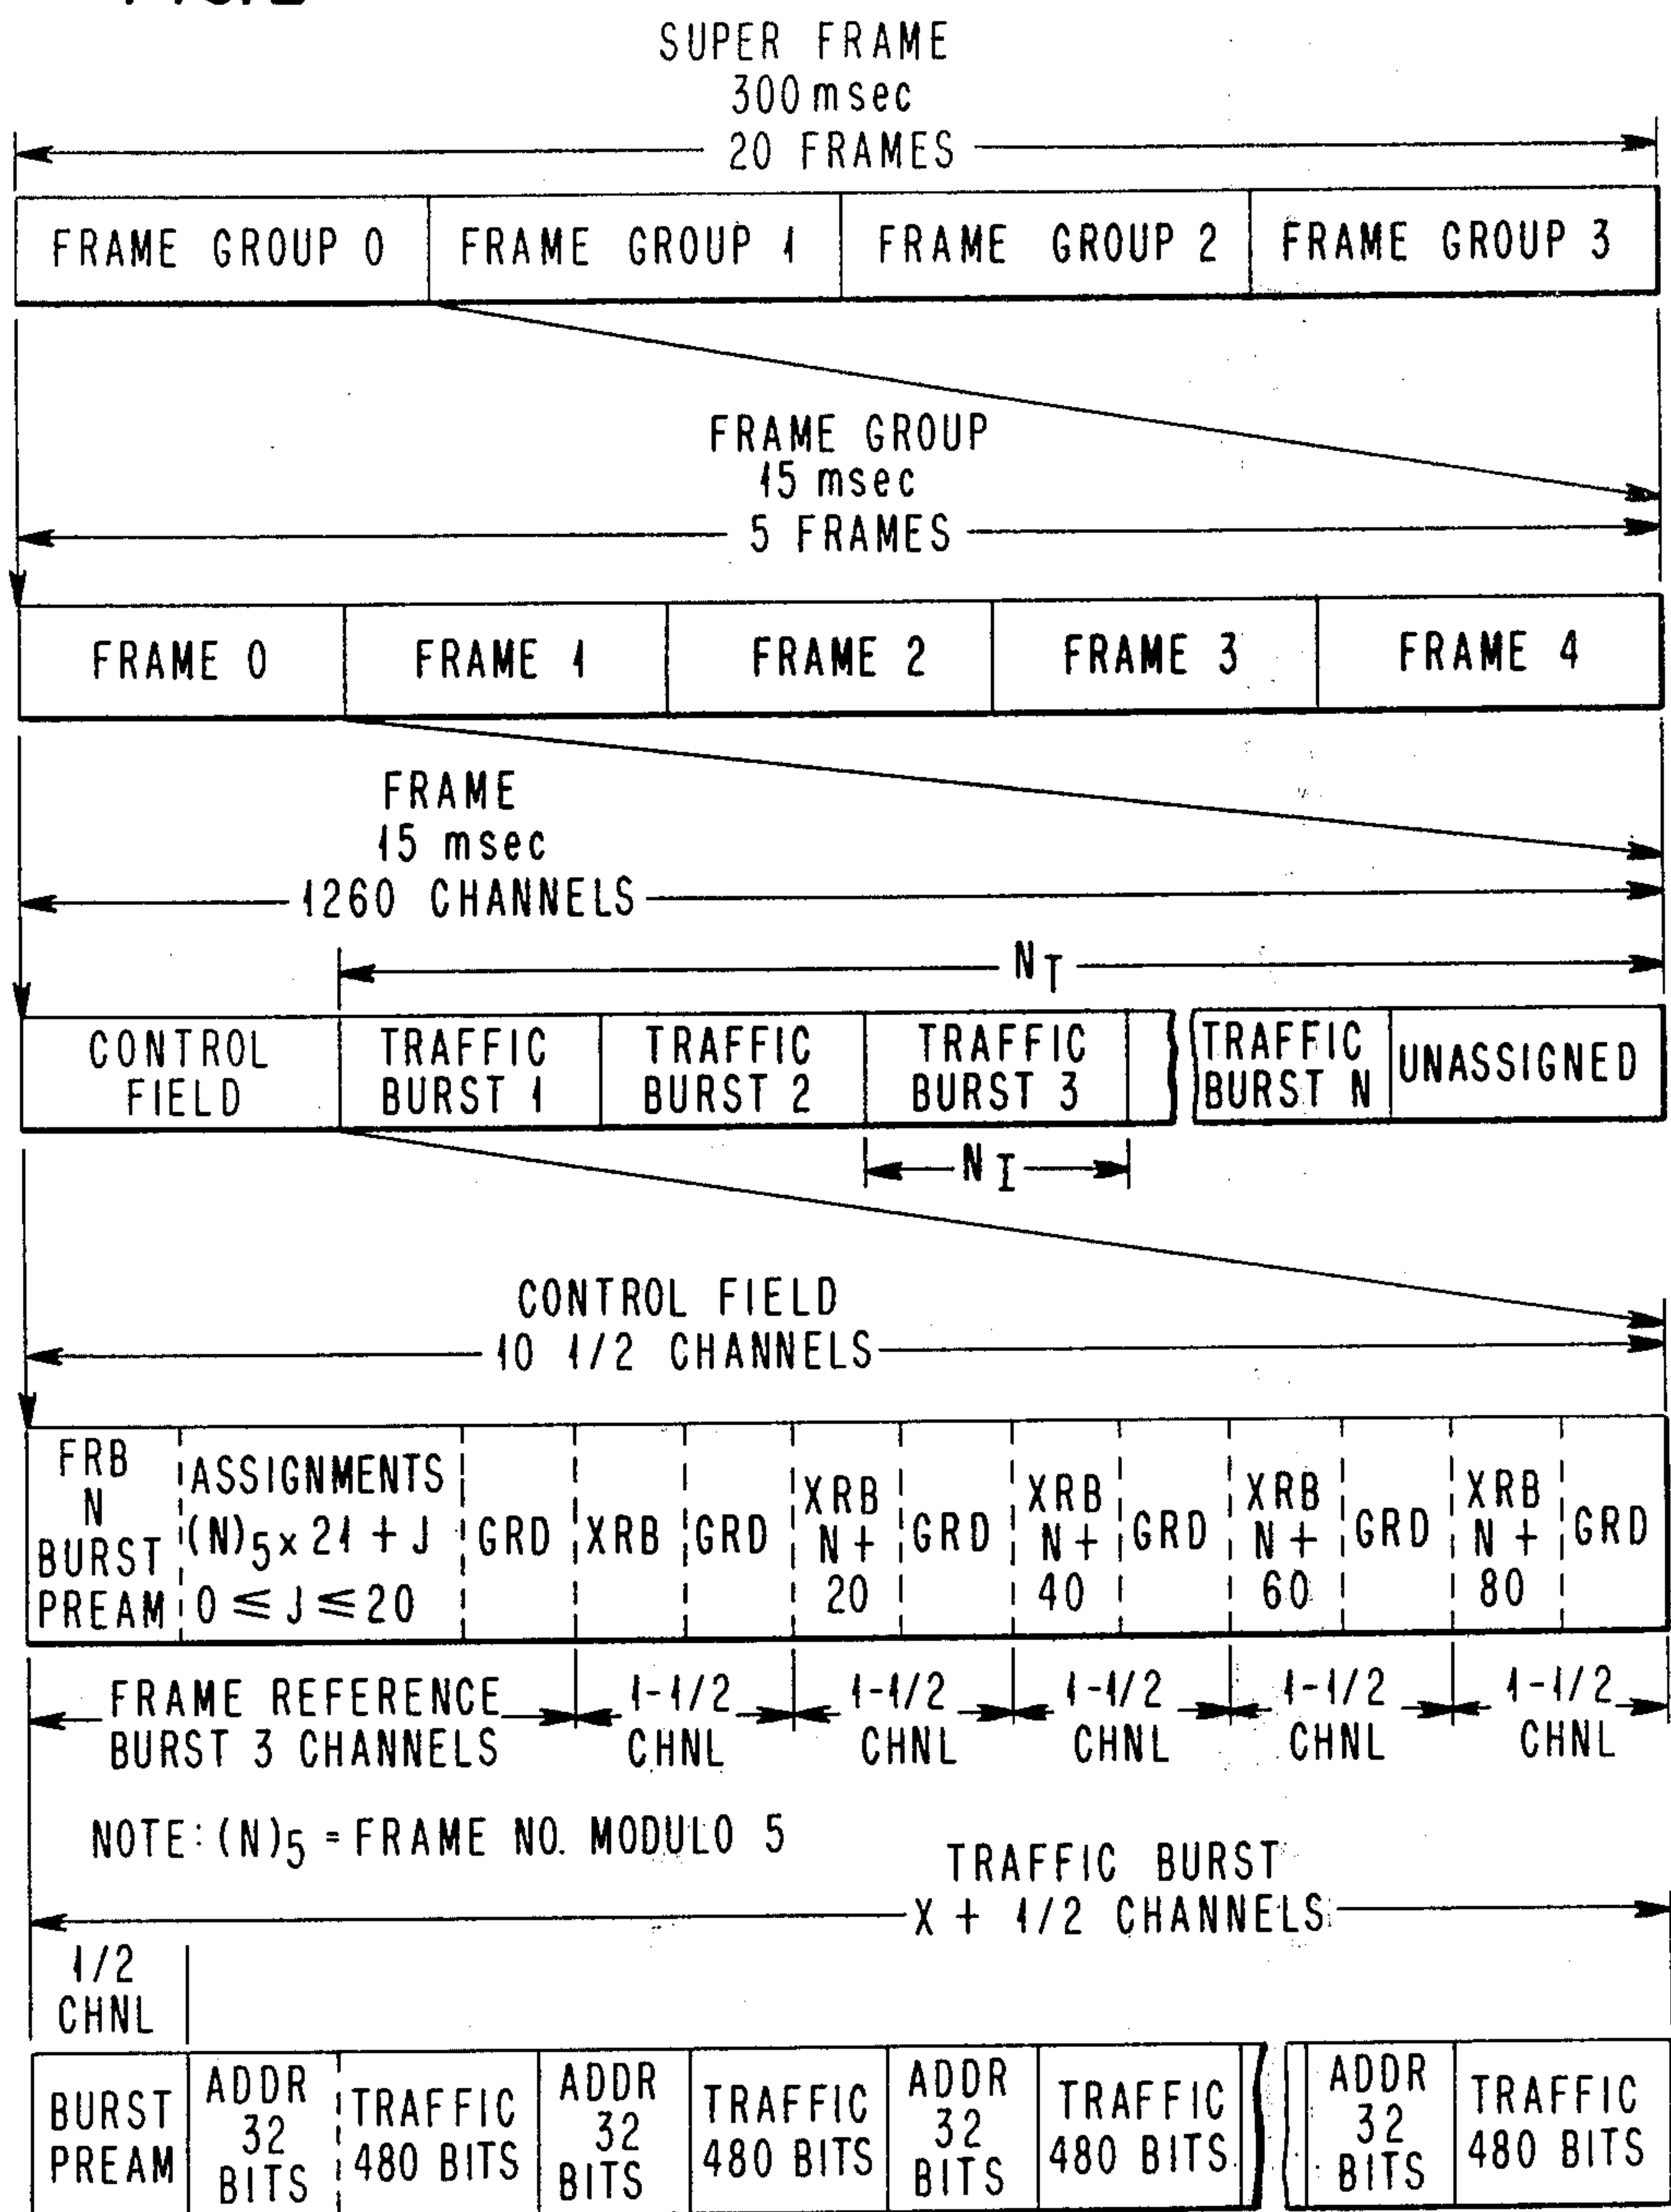 SUPER FRAME
300 msec
20 FRAMES
FRAME GROUP 0 FRAME GROUP 1 FRAME GROUP 2 FRAME GROUP 3
FRAME GROUP
15 msec
5 FRAMES
FRAME 0 FRAME 1 FRAME 2 FRAME 3 FRAME 4
FRAME
15 msec
1260 CHANNELS
NT
CONTROL FIELD
TRAFFIC BURST 1
TRAFFIC BURST 2
TRAFFIC BURST 3
TRAFFIC BURST N
UNASSIGNED
NI
CONTROL FIELD
10 1/2 CHANNELS
FRB
N
BURST
PREAM
ASSIGNMENTS
(N)5 x 21 + J
0 ≤ J ≤ 20
GRD
XRB
GRD
XRB
N +
20
GRD
XRB
N +
40
GRD
XRB
N +
60
GRD
XRB
N +
80
GRD
FRAME REFERENCE
BURST 3 CHANNELS
1-1/2
CHNL
1-1/2
CHNL
1-1/2
CHNL
1-1/2
CHNL
1-1/2
CHNL
NOTE: (N)5 = FRAME NO. MODULO 5
TRAFFIC BURST
X + 1/2 CHANNELS
1/2
CHNL
BURST
PREAM
ADDR
32
BITS
TRAFFIC
480 BITS
ADDR
32
BITS
TRAFFIC
480 BITS
ADDR
32
BITS
TRAFFIC
480 BITS
ADDR
32
BITS
TRAFFIC
480 BITS